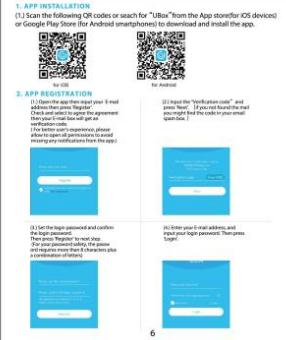 1. APP INSTALLATION
(1.) Scan the following QR codes or seach for "UBox"from the App store(for iOS devices)
or Google Play Store (for Android smartphones) to download and install the app.
for iOS
for Android
2. APP REGISTRATION
(1.) Open the app then input your E-mail
address then press 'Register'.
Check and select to agree the agreement
then your E-mail box will get an
verification code.
( For better user's experience, please
allow to open all permissions to avoid
missing any notifications from the app.)
(2.) Input the "Verification code" and
press 'Next'. ( If you not found the mail
you might find the code in your email
spam box. )
Register
Next
(3.) Set the login password and confirm
the login password.
Then press 'Register' to next step.
(For your password safety, the passw
ord requires more than 8 characters plus
a combination of letters)
(4.) Enter your E-mail address, and
input your login password. Then press
'Login'.
Login
6